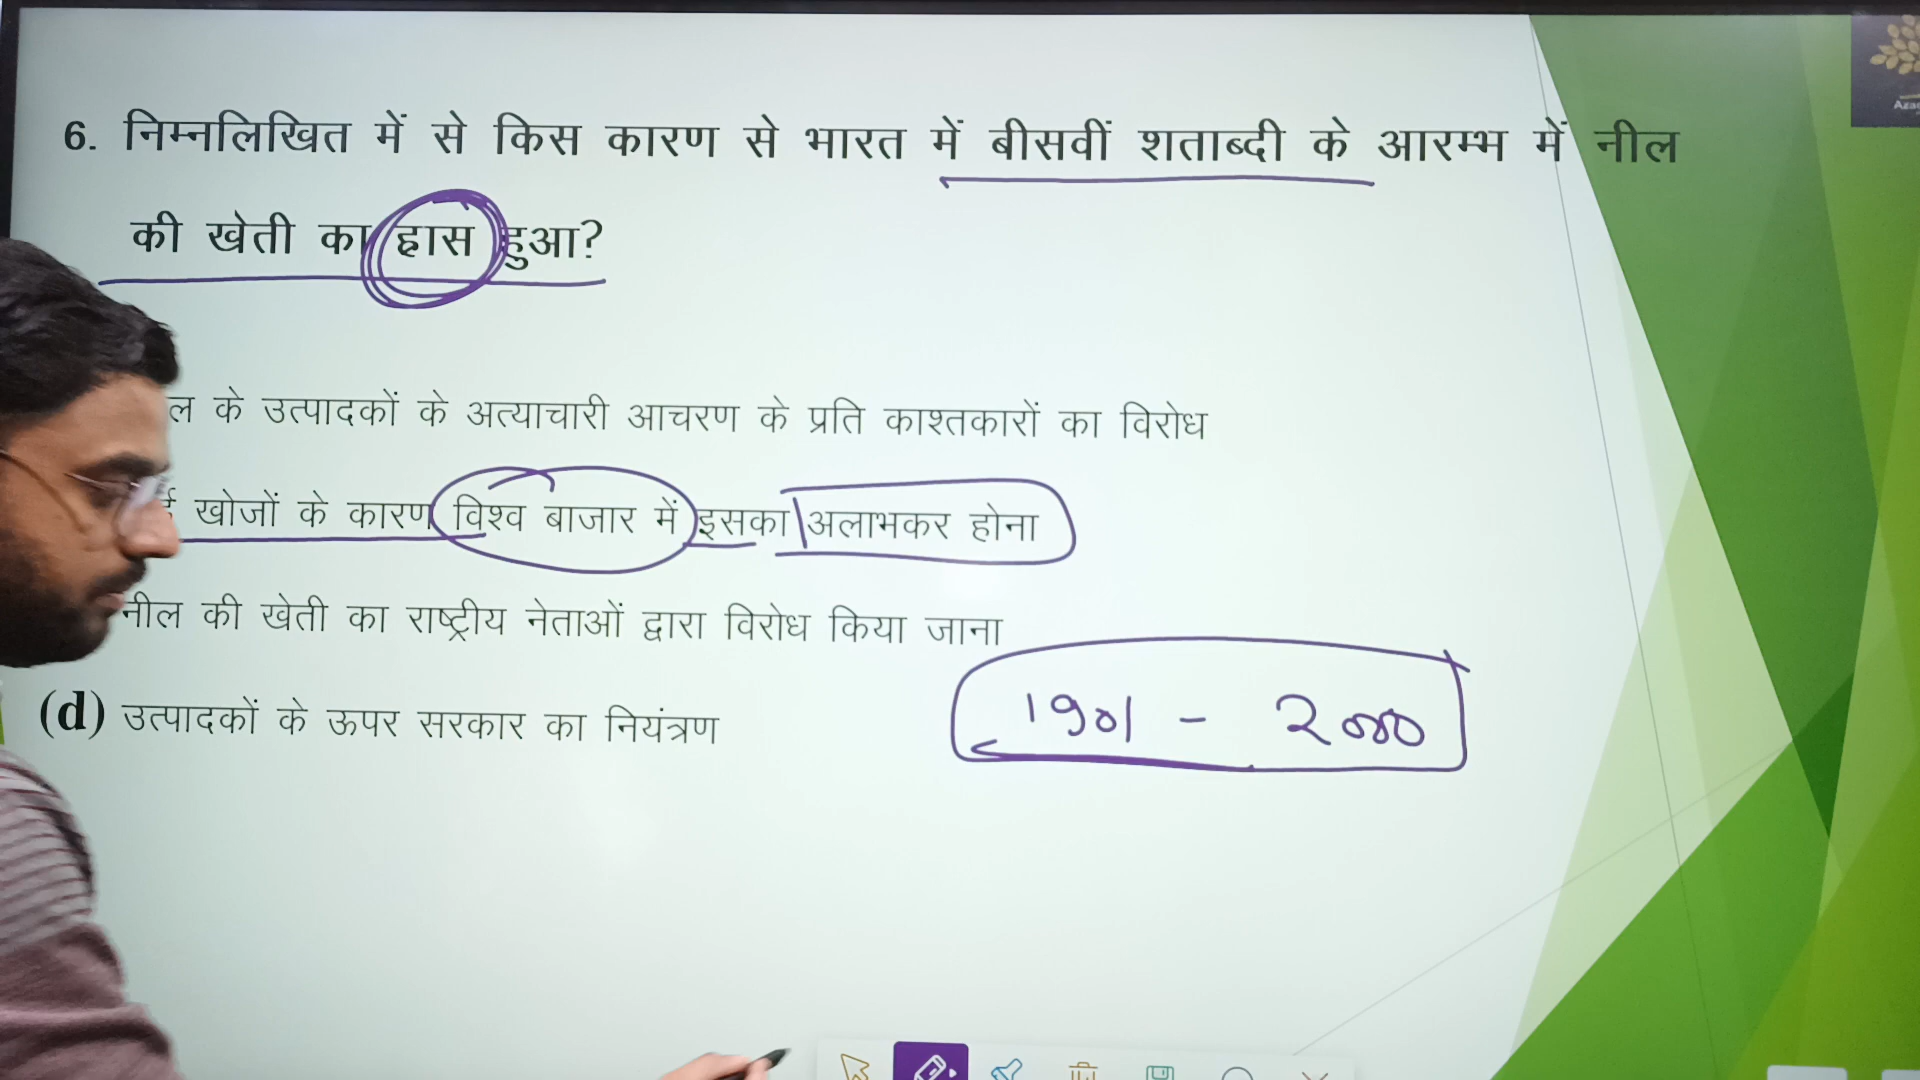 6. निम्नलिखित में से किस कारण से भारत में बीसवीं शताब्दी के आरम्भ में नील
की खेती का ह्रास हुआ?
के उत्पादकों के अत्याचारी आचरण के प्रति काश्तकारों का विरोध
खोजों के कारण विश्व बाजार में इसका अलाभकर होना
नील की खेती का राष्ट्रीय नेताओं द्वारा विरोध किया जाना
(d) उत्पादकों के ऊपर सरकार का नियंत्रण
1901 - 2000